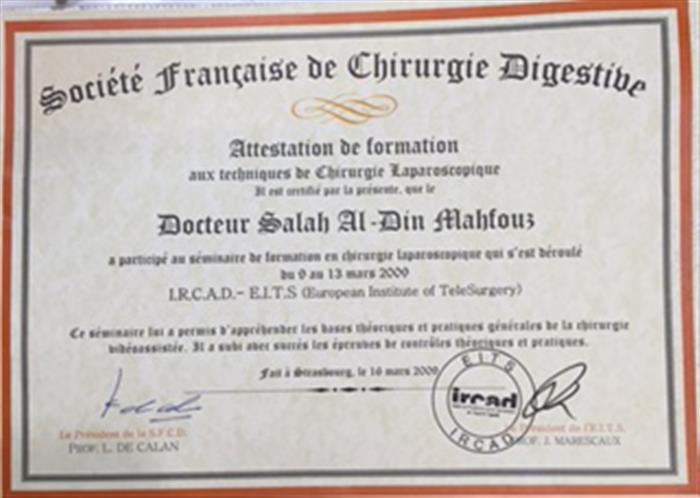 Société Française de Chirurgie Digestive
Attestation de formation
aux techniques de Chirurgie Laparoscopique
Il est certifié par la présente, que le
Docteur Salah Al-Din Mahfouz
a participé au séminaire de formation en chirurgie laparoscopique qui s'est déroulé
du 9 au 13 mars 2009
I.R.C.A.D.- E.I.T.S (European Institute of TeleSurgery)
Ce séminaire lui a permis d'appréhender les bases théoriques et pratiques générales de la chirurgie
vidéoassistée. Il a subi avec succès les épreuves de contrôles théoriques et pratiques.
Fait à Strasbourg, le 16 mars 2009
E.I.T.S
ircad
IRCAD
Le Président de la S.F.C.D.
PROF. L. DE CALAN
Le Président de l'E.I.T.S.
PROF. J. MARESCAUX